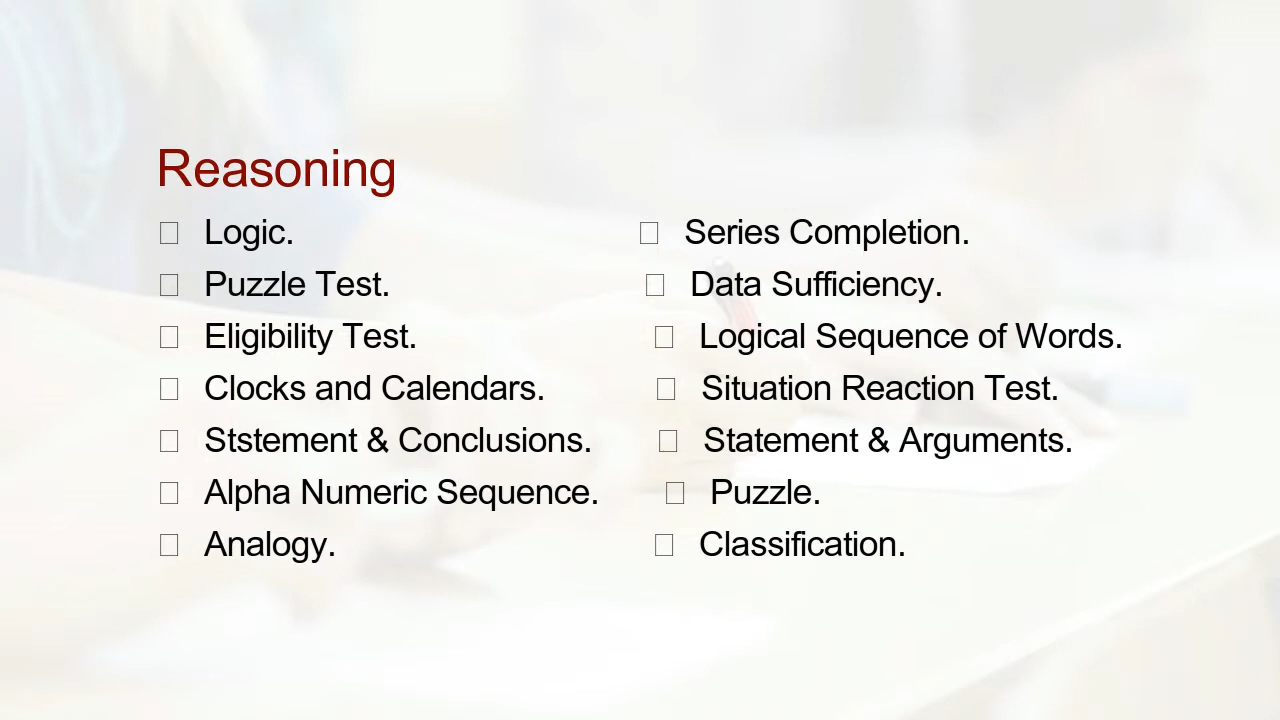 Reasoning
Logic. Series Completion.
Puzzle Test. Data Sufficiency.
Eligibility Test. Logical Sequence of Words.
Clocks and Calendars. Situation Reaction Test.
Ststement & Conclusions. Statement & Arguments.
Alpha Numeric Sequence. Puzzle.
Analogy. Classification.